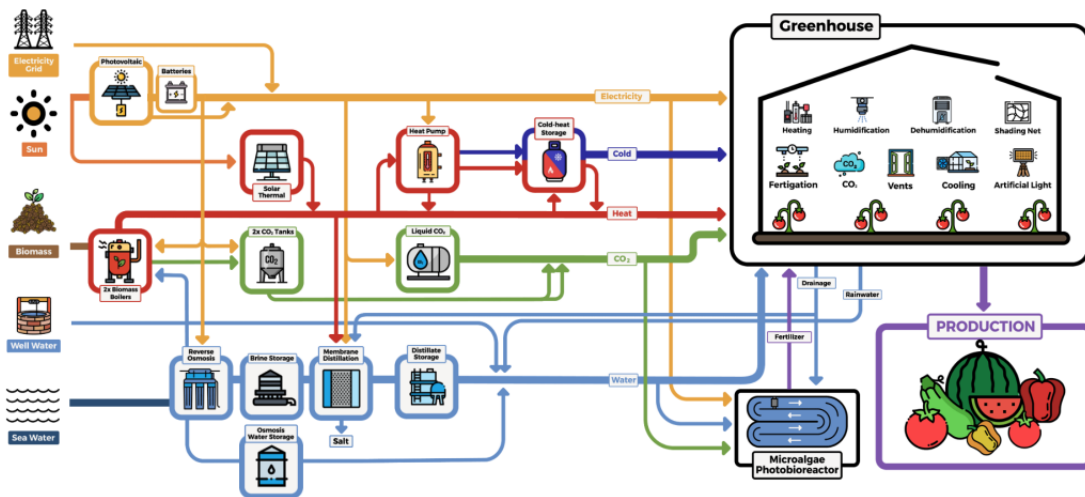 Greenhouse
Electricity
Grid
Photovoltaic
Batteries
Electricity
Sun
Heat Pump
Cold-heat
Storage
Cold
Solar
Thermal
Heat
Heating
Humidification
Dehumidification
Shading Net
CO₂
Fertigation
CO₂
Vents
Cooling
Artificial Light
Biomass
2x Biomass
Boilers
2x CO₂ Tanks
CO₂
Liquid CO₂
CO₂
Drainage
Rainwater
Fertilizer
Well Water
Reverse
Osmosis
Brine Storage
Membrane
Distillation
Distillate
Storage
Water
Salt
Sea Water
Osmosis
Water Storage
Microalgae
Photobioreactor
PRODUCTION